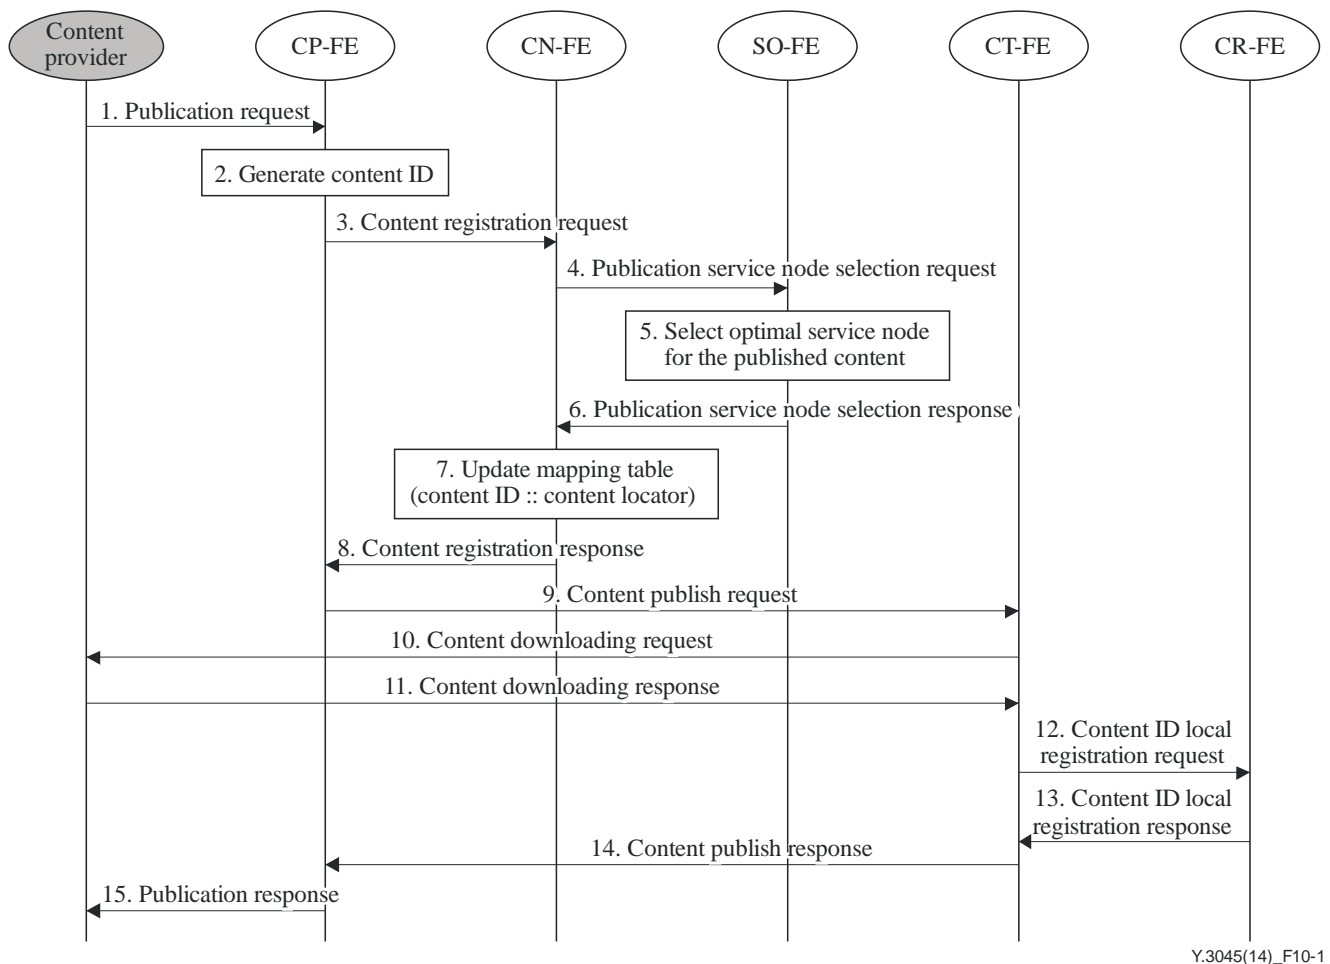 Content
provider
CP-FE
CN-FE
SO-FE
CT-FE
CR-FE
1. Publication request
2. Generate content ID
3. Content registration request
4. Publication service node selection request
5. Select optimal service node
for the published content
6. Publication service node selection response
7. Update mapping table
(content ID :: content locator)
8. Content registration response
9. Content publish request
10. Content downloading request
11. Content downloading response
12. Content ID local
registration request
13. Content ID local
registration response
14. Content publish response
15. Publication response
Y.3045(14)_F10-1